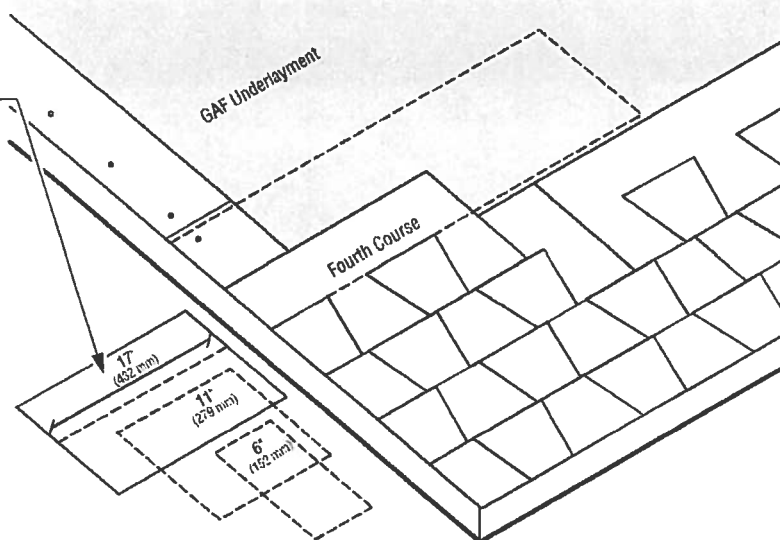 GAF Underlayment
Fourth Course
17"
(432 mm)
11"
(279 mm)
6"
(152 mm)